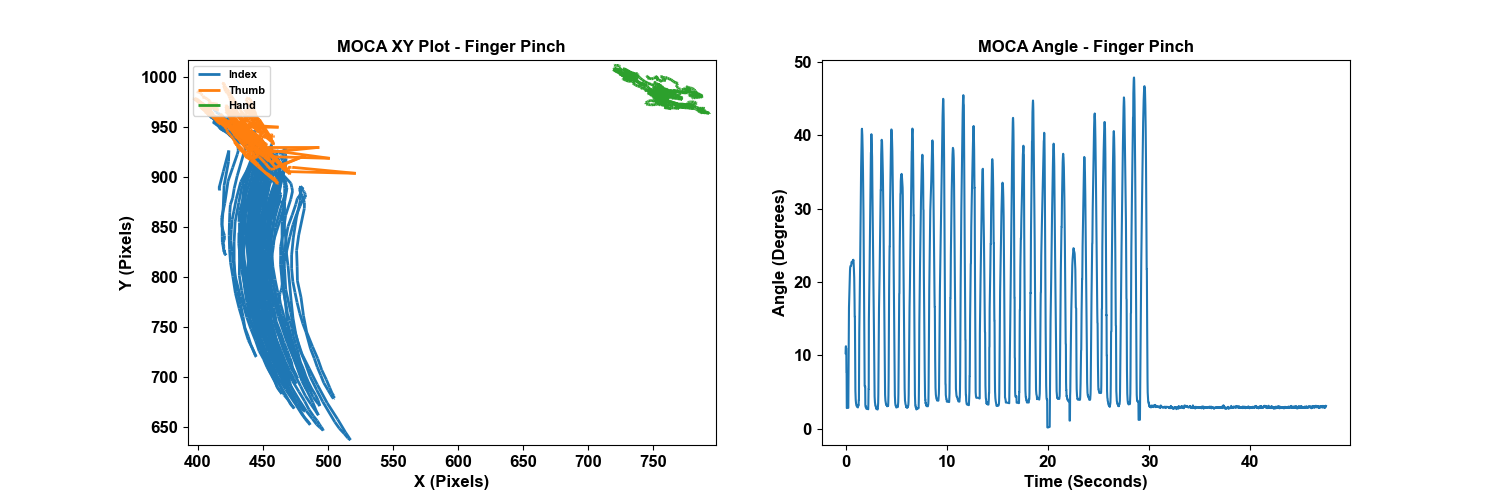 MOCA XY Plot - Finger Pinch
Index
Thumb
Hand
1000
950
900
850
800
750
700
650
Y (Pixels)
400 450 500 550 600 650 700 750
X (Pixels)
MOCA Angle - Finger Pinch
50
40
30
20
10
0
Angle (Degrees)
0 10 20 30 40
Time (Seconds)